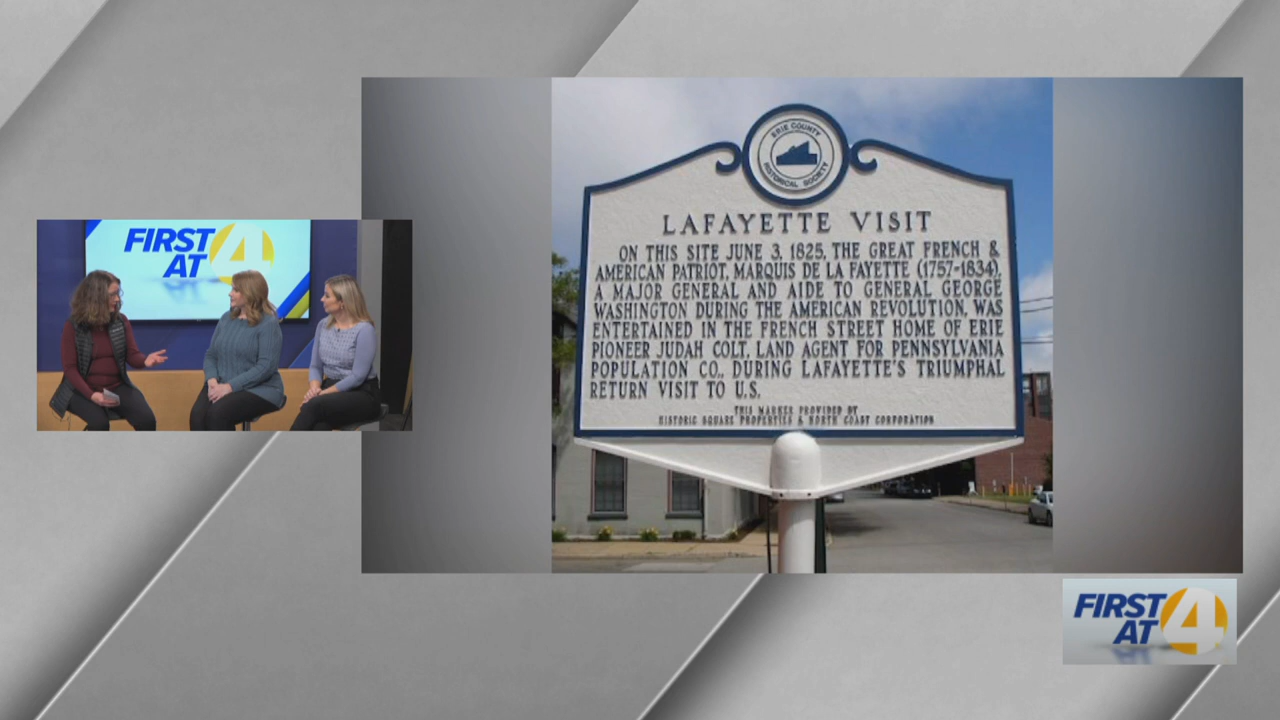 FIRST
AT 4
ERIE COUNTY
HISTORICAL SOCIETY
LAFAYETTE VISIT
ON THIS SITE JUNE 3, 1825, THE GREAT FRENCH &
AMERICAN PATRIOT, MARQUIS DE LA FAYETTE (1757-1834),
A MAJOR GENERAL AND AIDE TO GENERAL GEORGE
WASHINGTON DURING THE AMERICAN REVOLUTION, WAS
ENTERTAINED IN THE FRENCH STREET HOME OF ERIE
PIONEER JUDAH COLT, LAND AGENT FOR PENNSYLVANIA
POPULATION CO., DURING LAFAYETTE'S TRIUMPHAL
RETURN VISIT TO U.S.
THIS MARKER PROVIDED BY
HISTORIC SQUARE PROPERTIES & NORTH COAST CORPORATION
FIRST
AT 4